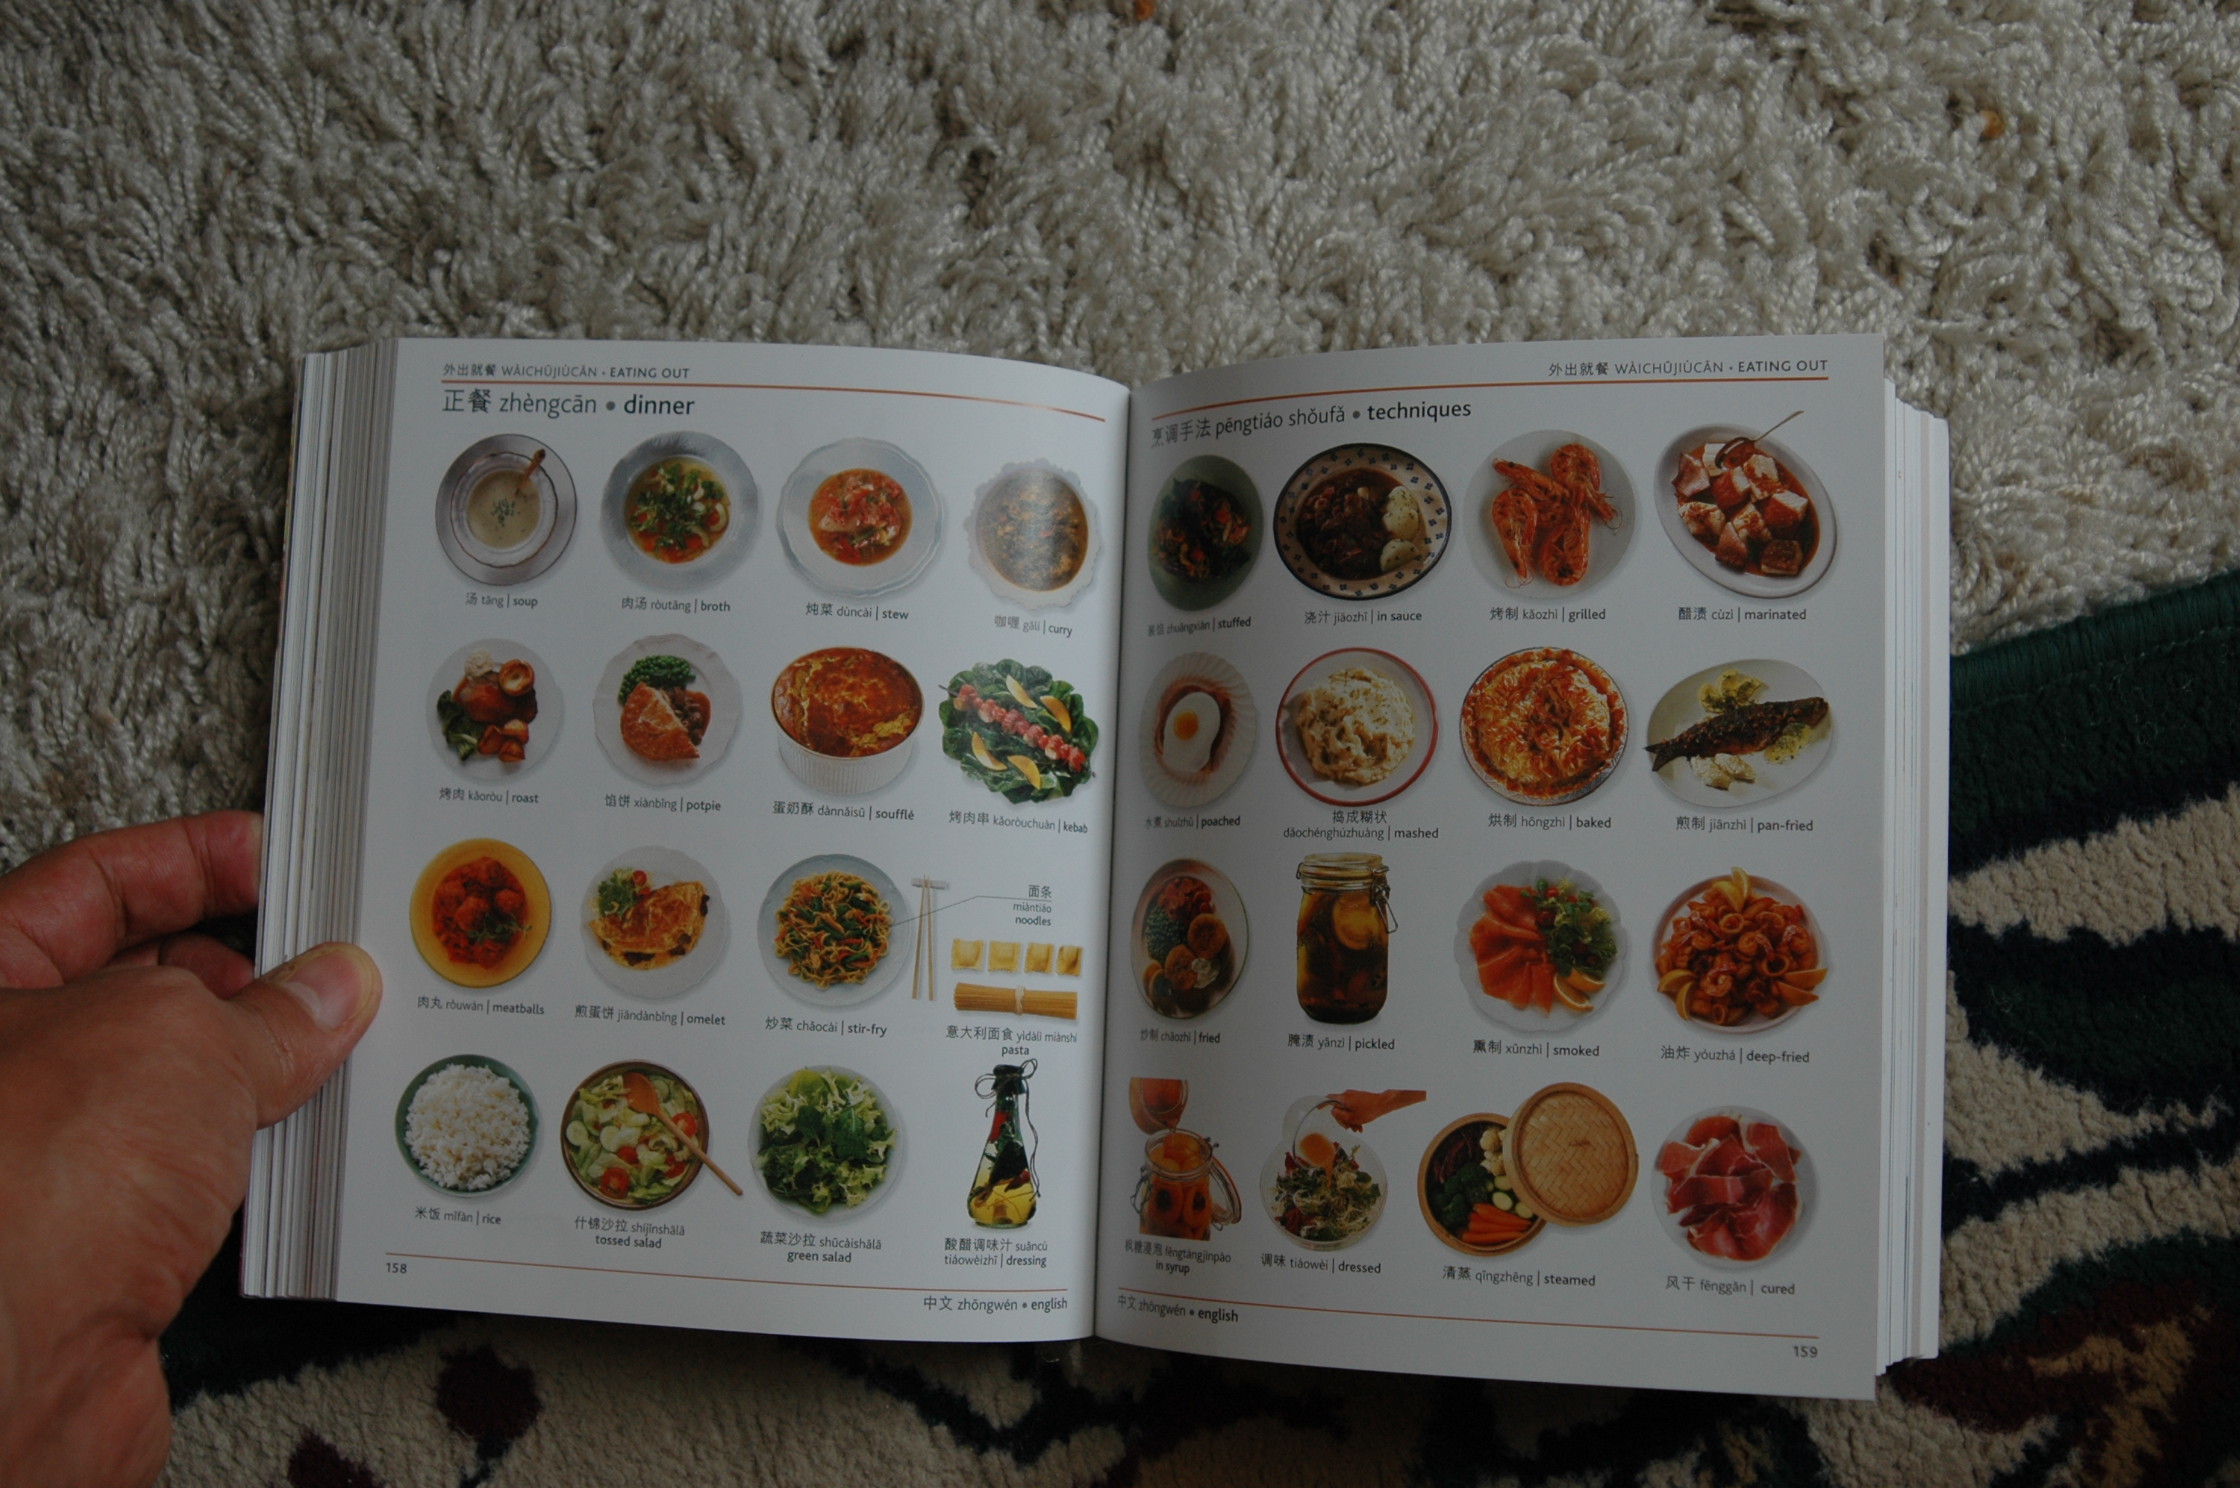 外出就餐 WÀICHŪJIÙCĀN • EATING OUT
正餐 zhèngcān • dinner
汤 tāng | soup
肉汤 ròutāng | broth
炖菜 dùncài | stew
咖喱 gālí | curry
烤肉 kǎoròu | roast
馅饼 xiànbǐng | potpie
蛋奶酥 dànnǎisū | soufflé
烤肉串 kǎoròuchuàn | kebab
肉丸 ròuwán | meatballs
煎蛋饼 jiāndànbǐng | omelet
炒菜 chǎocài | stir-fry
面条
miàntiáo
noodles
意大利面食 yìdàlì miànshí
pasta
米饭 mǐfàn | rice
什锦沙拉 shíjǐnshālā
tossed salad
蔬菜沙拉 shūcàishālā
green salad
酸醋调味汁 suāncù
tiáowèizhī | dressing
158
中文 zhōngwén • english
外出就餐 WÀICHŪJIÙCĀN • EATING OUT
烹调手法 pēngtiáo shǒufǎ • techniques
装馅 zhuāngxiàn | stuffed
浇汁 jiāozhī | in sauce
烤制 kǎozhì | grilled
醋渍 cùzì | marinated
水煮 shuǐzhǔ | poached
捣成糊状
dǎochénghúzhuàng | mashed
烘制 hōngzhì | baked
煎制 jiānzhì | pan-fried
炒制 chǎozhì | fried
腌渍 yānzì | pickled
熏制 xūnzhì | smoked
油炸 yóuzhá | deep-fried
枫糖浸泡 fēngtángjìnpào
in syrup
调味 tiáowèi | dressed
清蒸 qīngzhēng | steamed
风干 fēnggān | cured
中文 zhōngwén • english
159